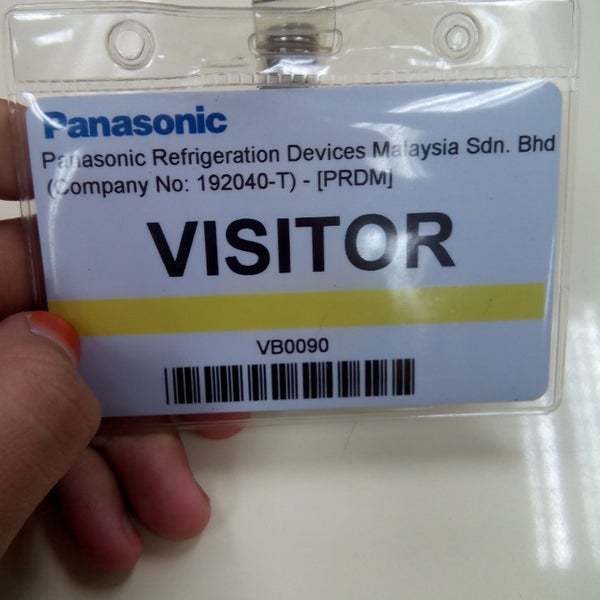 Panasonic
Panasonic Refrigeration Devices Malaysia Sdn. Bhd
(Company No: 192040-T) - [PRDM]
VISITOR
VB0090